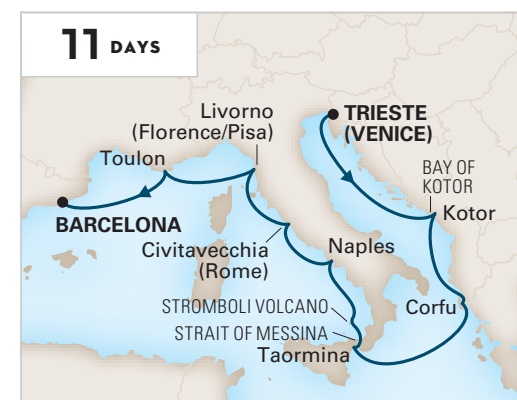 11 DAYS
Livorno
(Florence/Pisa)
TRIESTE
(VENICE)
Toulon
BAY OF
KOTOR
Kotor
BARCELONA
Civitavecchia
(Rome)
Naples
STROMBOLI VOLCANO
Corfu
STRAIT OF MESSINA
Taormina